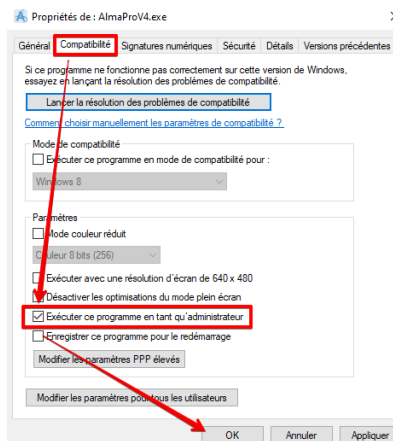 Propriétés de : AlmaProV4.exe
Général Compatibilité Signatures numériques Sécurité Détails Versions précédentes
Si ce programme ne fonctionne pas correctement sur cette version de Windows,
essayez en lançant la résolution des problèmes de compatibilité.
Lancer la résolution des problèmes de compatibilité
Comment choisir manuellement les paramètres de compatibilité ?
Mode de compatibilité
Exécuter ce programme en mode de compatibilité pour :
Windows 8
Paramètres
Mode couleur réduit
Couleur 8 bits (256)
Exécuter avec une résolution d'écran de 640 x 480
Désactiver les optimisations du mode plein écran
Exécuter ce programme en tant qu'administrateur
Enregistrer ce programme pour le redémarrage
Modifier les paramètres PPP élevés
Modifier les paramètres pour tous les utilisateurs
OK Annuler Appliquer